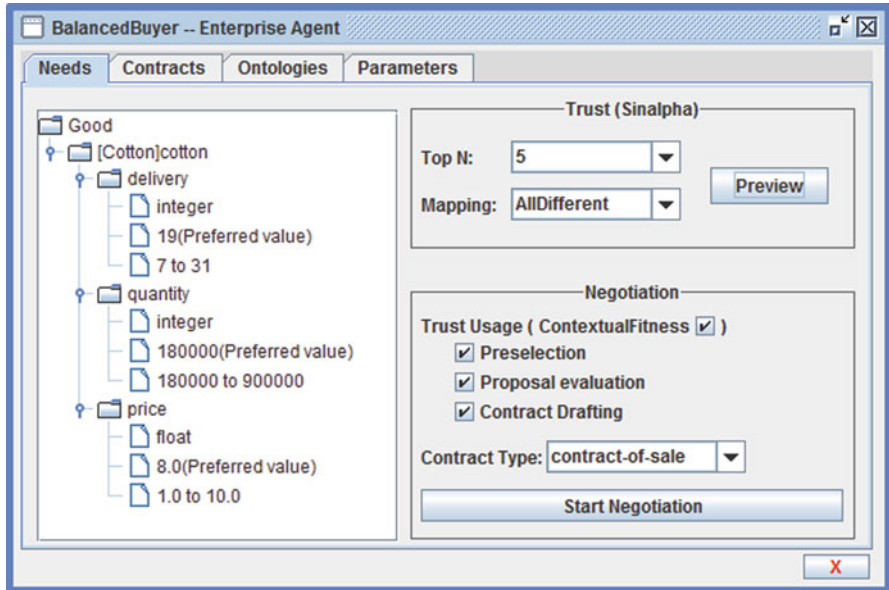 BalancedBuyer -- Enterprise Agent
Needs Contracts Ontologies Parameters
Good
[Cotton]cotton
delivery
integer
19(Preferred value)
7 to 31
quantity
integer
180000(Preferred value)
180000 to 900000
price
float
8.0(Preferred value)
1.0 to 10.0
Trust (Sinalpha)
Top N: 5
Preview
Mapping: AllDifferent
Negotiation
Trust Usage ( ContextualFitness )
Preselection
Proposal evaluation
Contract Drafting
Contract Type: contract-of-sale
Start Negotiation
X